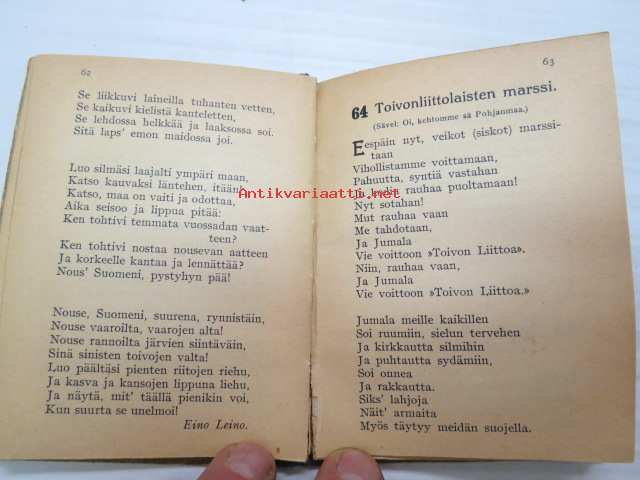 62
Se liikkuvi laineilla tuhanten vetten,
Se kaikuvi kielistä kanteletten,
Se lehdossa helkkää ja laaksossa soi.
Sitä laps' emon maidossa joi.
Luo silmäsi laajalti ympäri maan,
Katso kauvaksi läntehen, itään
Katso, maa on vaiti ja odottaa,
Aika seisoo ja lippua pitää:
Ken tohtivi temmata vuossadan vaat-
teen?
Ken tohtivi nostaa nousevan aatteen
Ja korkeelle kantaa ja lennättää?
Nous' Suomeni, pystyhyn pää!
Nouse, Suomeni, suurena, rynnistäin,
Nouse vaaroilta, vaarojen alta!
Nouse rannoilta järvien siintäväin,
Sinä sinisten toivojen valta!
Luo päältäsi pienten riitojen riehu,
Ja kasva ja kansojen lippuna liehu,
Ja näytä, mit' täällä pienikin voi,
Kun suurta se unelmoi!
Eino Leino.
63
64 Toivonliittolaisten marssi.
(Sävel: Oi, kehtomme sä Pohjanmaa.)
Eespäin nyt, veikot (siskot) marssi-
taan
Vihollistamme voittamaan,
Pahuutta, syntiä vastahan
kodin rauhaa puoltamaan!
Nyt sotahan!
Mut rauhaa vaan
Me tahdotaan,
Ja Jumala
Vie voittoon »Toivon Liittoa».
Niin, rauhaa vaan,
Ja Jumala
Vie voittoon »Toivon Liittoa.»
Jumala meille kaikillen
Soi ruumiin, sielun tervehen
Ja kirkkautta silmihin
Ja puhtautta sydämiin,
Soi onnea
Ja rakkautta.
Siks' lahjoja
Näit' armaita
Myös täytyy meidän suojella.
Antikvariaatti.net